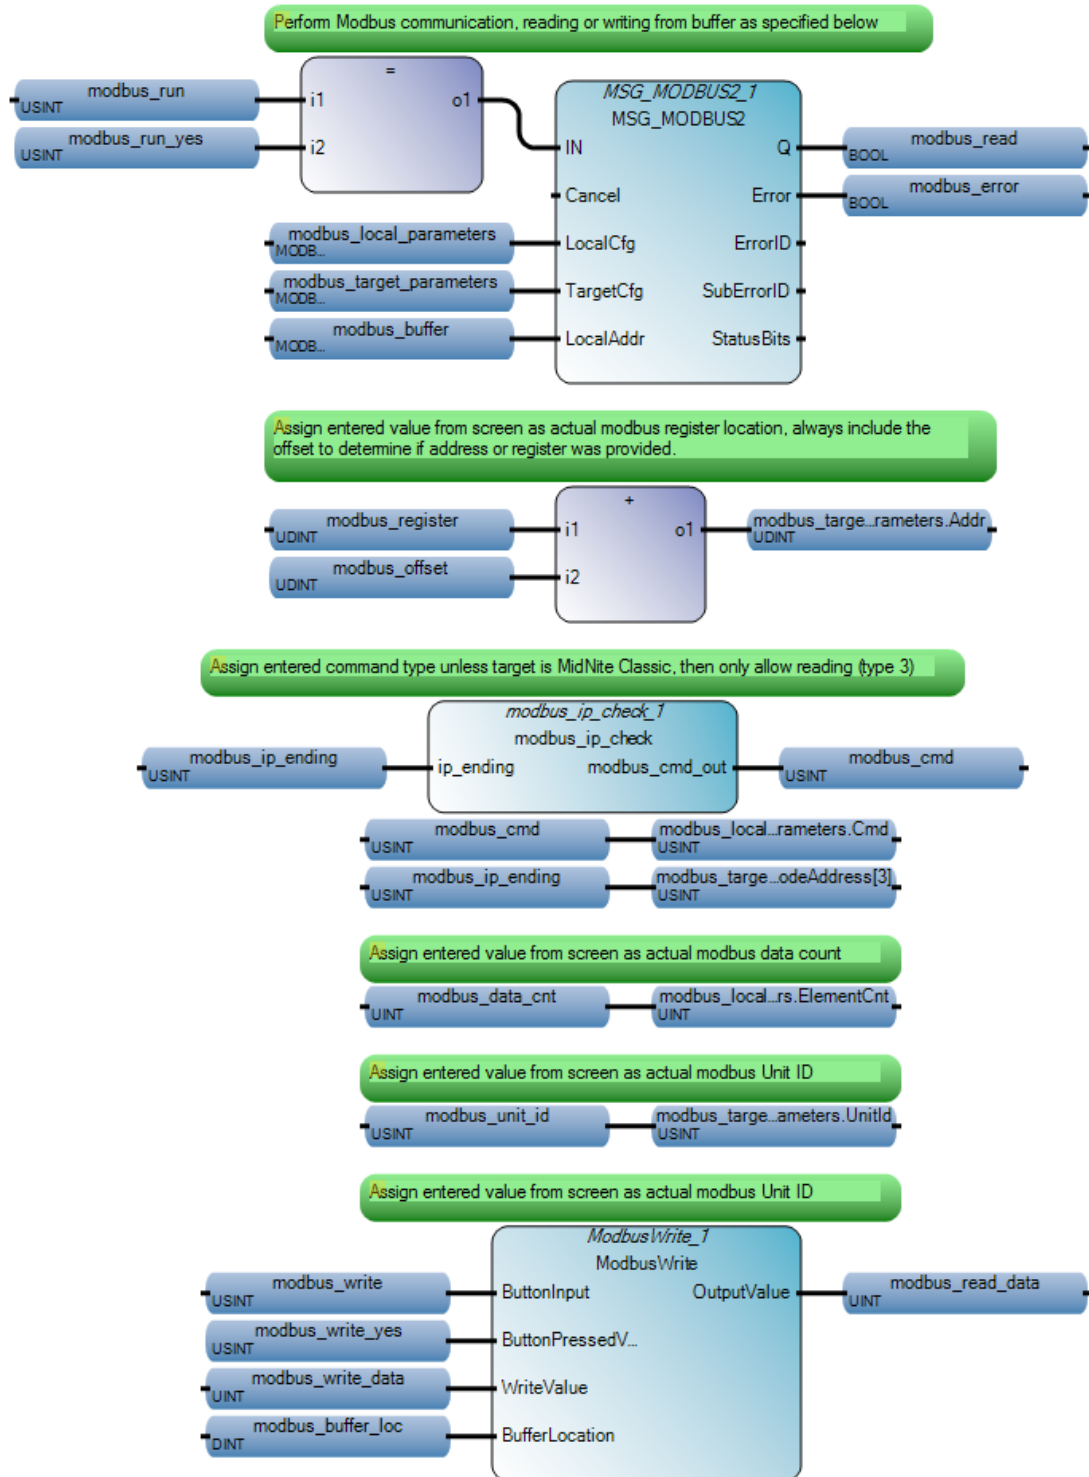 Perform Modbus communication, reading or writing from buffer as specified below
=
modbus_run
USINT
i1
o1
modbus_run_yes
USINT
i2
MSG_MODBUS2_1
MSG_MODBUS2
IN
Q
modbus_read
BOOL
Cancel
Error
modbus_error
BOOL
modbus_local_parameters
MODB...
LocalCfg
ErrorID
modbus_target_parameters
MODB...
TargetCfg
SubErrorID
modbus_buffer
MODB...
LocalAddr
StatusBits
Assign entered value from screen as actual modbus register location, always include the
offset to determine if address or register was provided.
+
modbus_register
UDINT
i1
o1
modbus_targe...rameters.Addr
UDINT
modbus_offset
UDINT
i2
Assign entered command type unless target is MidNite Classic, then only allow reading (type 3)
modbus_ip_check_1
modbus_ip_check
modbus_ip_ending
USINT
ip_ending
modbus_cmd_out
modbus_cmd
USINT
modbus_cmd
USINT
modbus_local...rameters.Cmd
USINT
modbus_ip_ending
USINT
modbus_targe...odeAddress[3]
USINT
Assign entered value from screen as actual modbus data count
modbus_data_cnt
UINT
modbus_local...rs.ElementCnt
UINT
Assign entered value from screen as actual modbus Unit ID
modbus_unit_id
USINT
modbus_targe...ameters.UnitId
USINT
Assign entered value from screen as actual modbus Unit ID
ModbusWrite_1
ModbusWrite
modbus_write
USINT
ButtonInput
OutputValue
modbus_read_data
UINT
modbus_write_yes
USINT
ButtonPressedV...
modbus_write_data
UINT
WriteValue
modbus_buffer_loc
DINT
BufferLocation